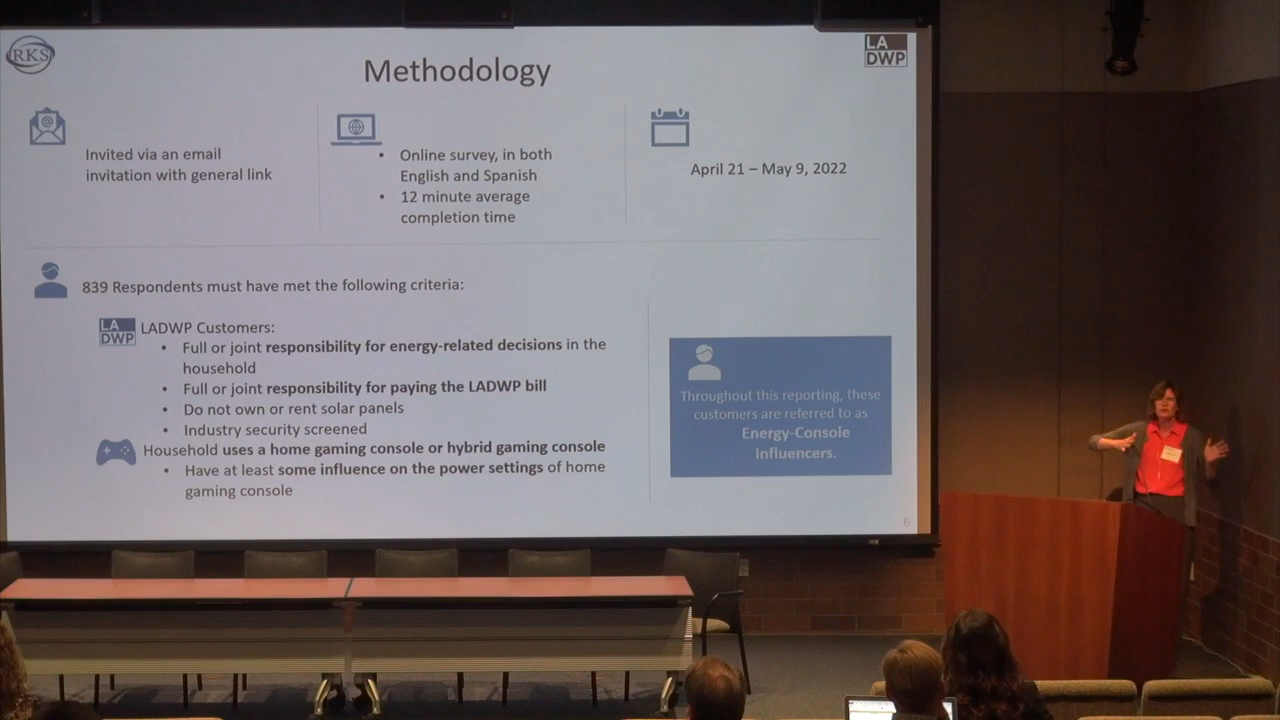 RKS
Methodology
LA
DWP
Invited via an email
invitation with general link
• Online survey, in both
English and Spanish
• 12 minute average
completion time
April 21 – May 9, 2022
839 Respondents must have met the following criteria:
LA
DWP
LADWP Customers:
• Full or joint responsibility for energy-related decisions in the
household
• Full or joint responsibility for paying the LADWP bill
• Do not own or rent solar panels
• Industry security screened
Household uses a home gaming console or hybrid gaming console
• Have at least some influence on the power settings of home
gaming console
Throughout this reporting, these
customers are referred to as
Energy-Console
Influencers.
6